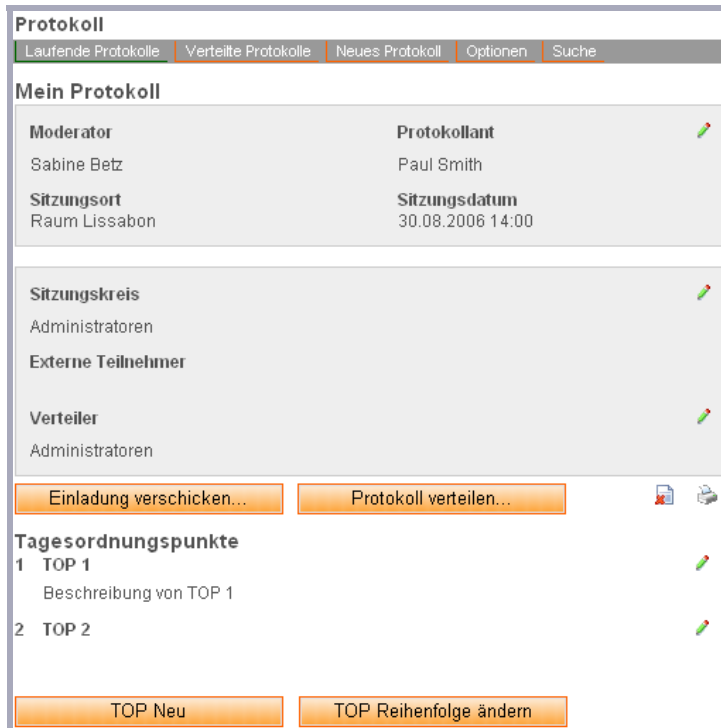 Protokoll
Laufende Protokolle Verteilte Protokolle Neues Protokoll Optionen Suche
Mein Protokoll
Moderator Protokollant
Sabine Betz Paul Smith
Sitzungsort Sitzungsdatum
Raum Lissabon 30.08.2006 14:00
Sitzungskreis
Administratoren
Externe Teilnehmer
Verteiler
Administratoren
Einladung verschicken... Protokoll verteilen...
Tagesordnungspunkte
1 TOP 1
Beschreibung von TOP 1
2 TOP 2
TOP Neu TOP Reihenfolge ändern